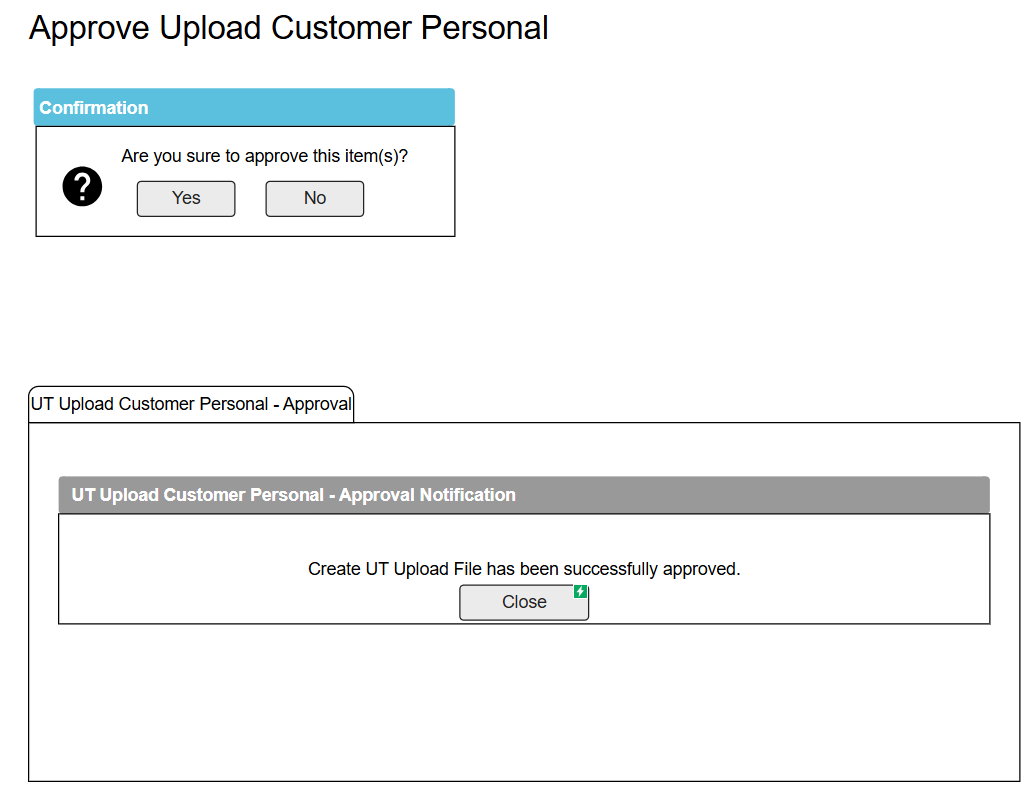 Approve Upload Customer Personal
Confirmation
Are you sure to approve this item(s)?
?
Yes
No
UT Upload Customer Personal - Approval
UT Upload Customer Personal - Approval Notification
Create UT Upload File has been successfully approved.
Close